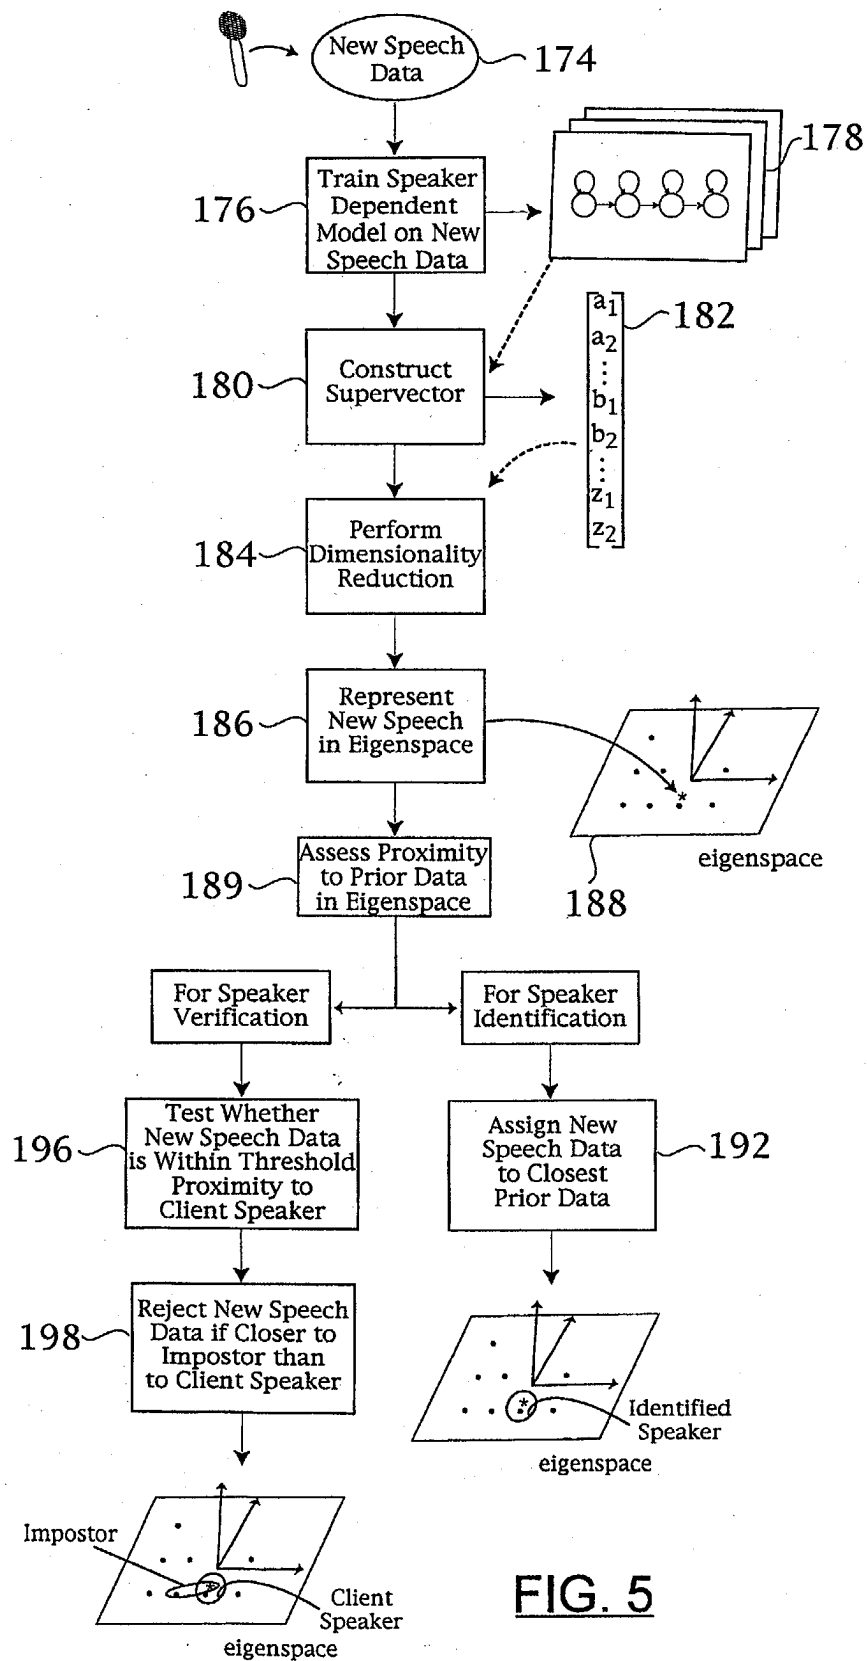 New Speech
Data
174
178
176
Train Speaker
Dependent
Model on New
Speech Data
182
a1
a2
⋮
b1
b2
⋮
z1
z2
180
Construct
Supervector
184
Perform
Dimensionality
Reduction
186
Represent
New Speech
in Eigenspace
eigenspace
188
189
Assess Proximity
to Prior Data
in Eigenspace
For Speaker
Verification
For Speaker
Identification
196
Test Whether
New Speech Data
is Within Threshold
Proximity to
Client Speaker
Assign New
Speech Data
to Closest
Prior Data
192
198
Reject New Speech
Data if Closer to
Impostor than
to Client Speaker
Identified
Speaker
eigenspace
Impostor
Client
Speaker
eigenspace
FIG. 5